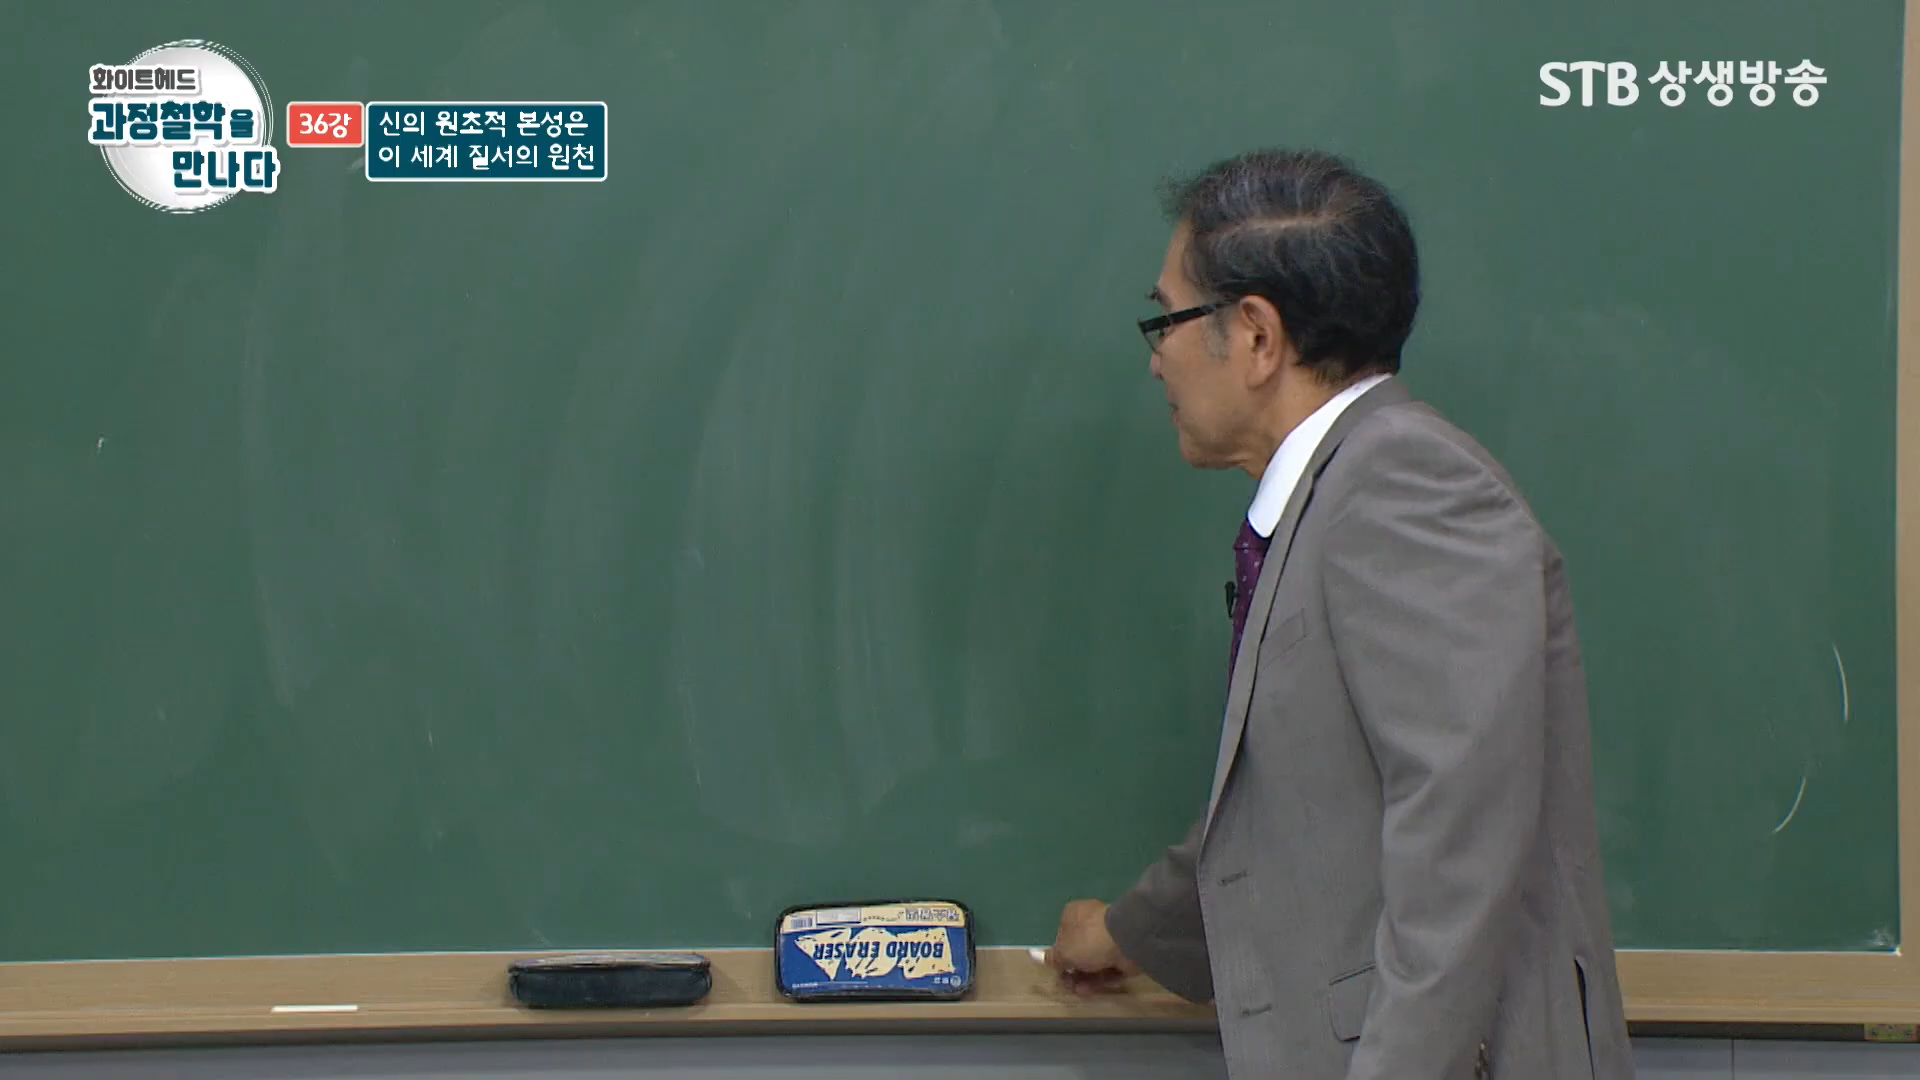 화이트헤드
과정철학을
만나다
36강
신의 원초적 본성은
이 세계 질서의 원천
STB 상생방송
BOARD ERASER